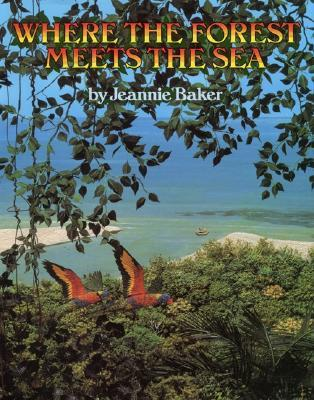 WHERE THE FOREST
MEETS THE SEA
by Jeannie Baker